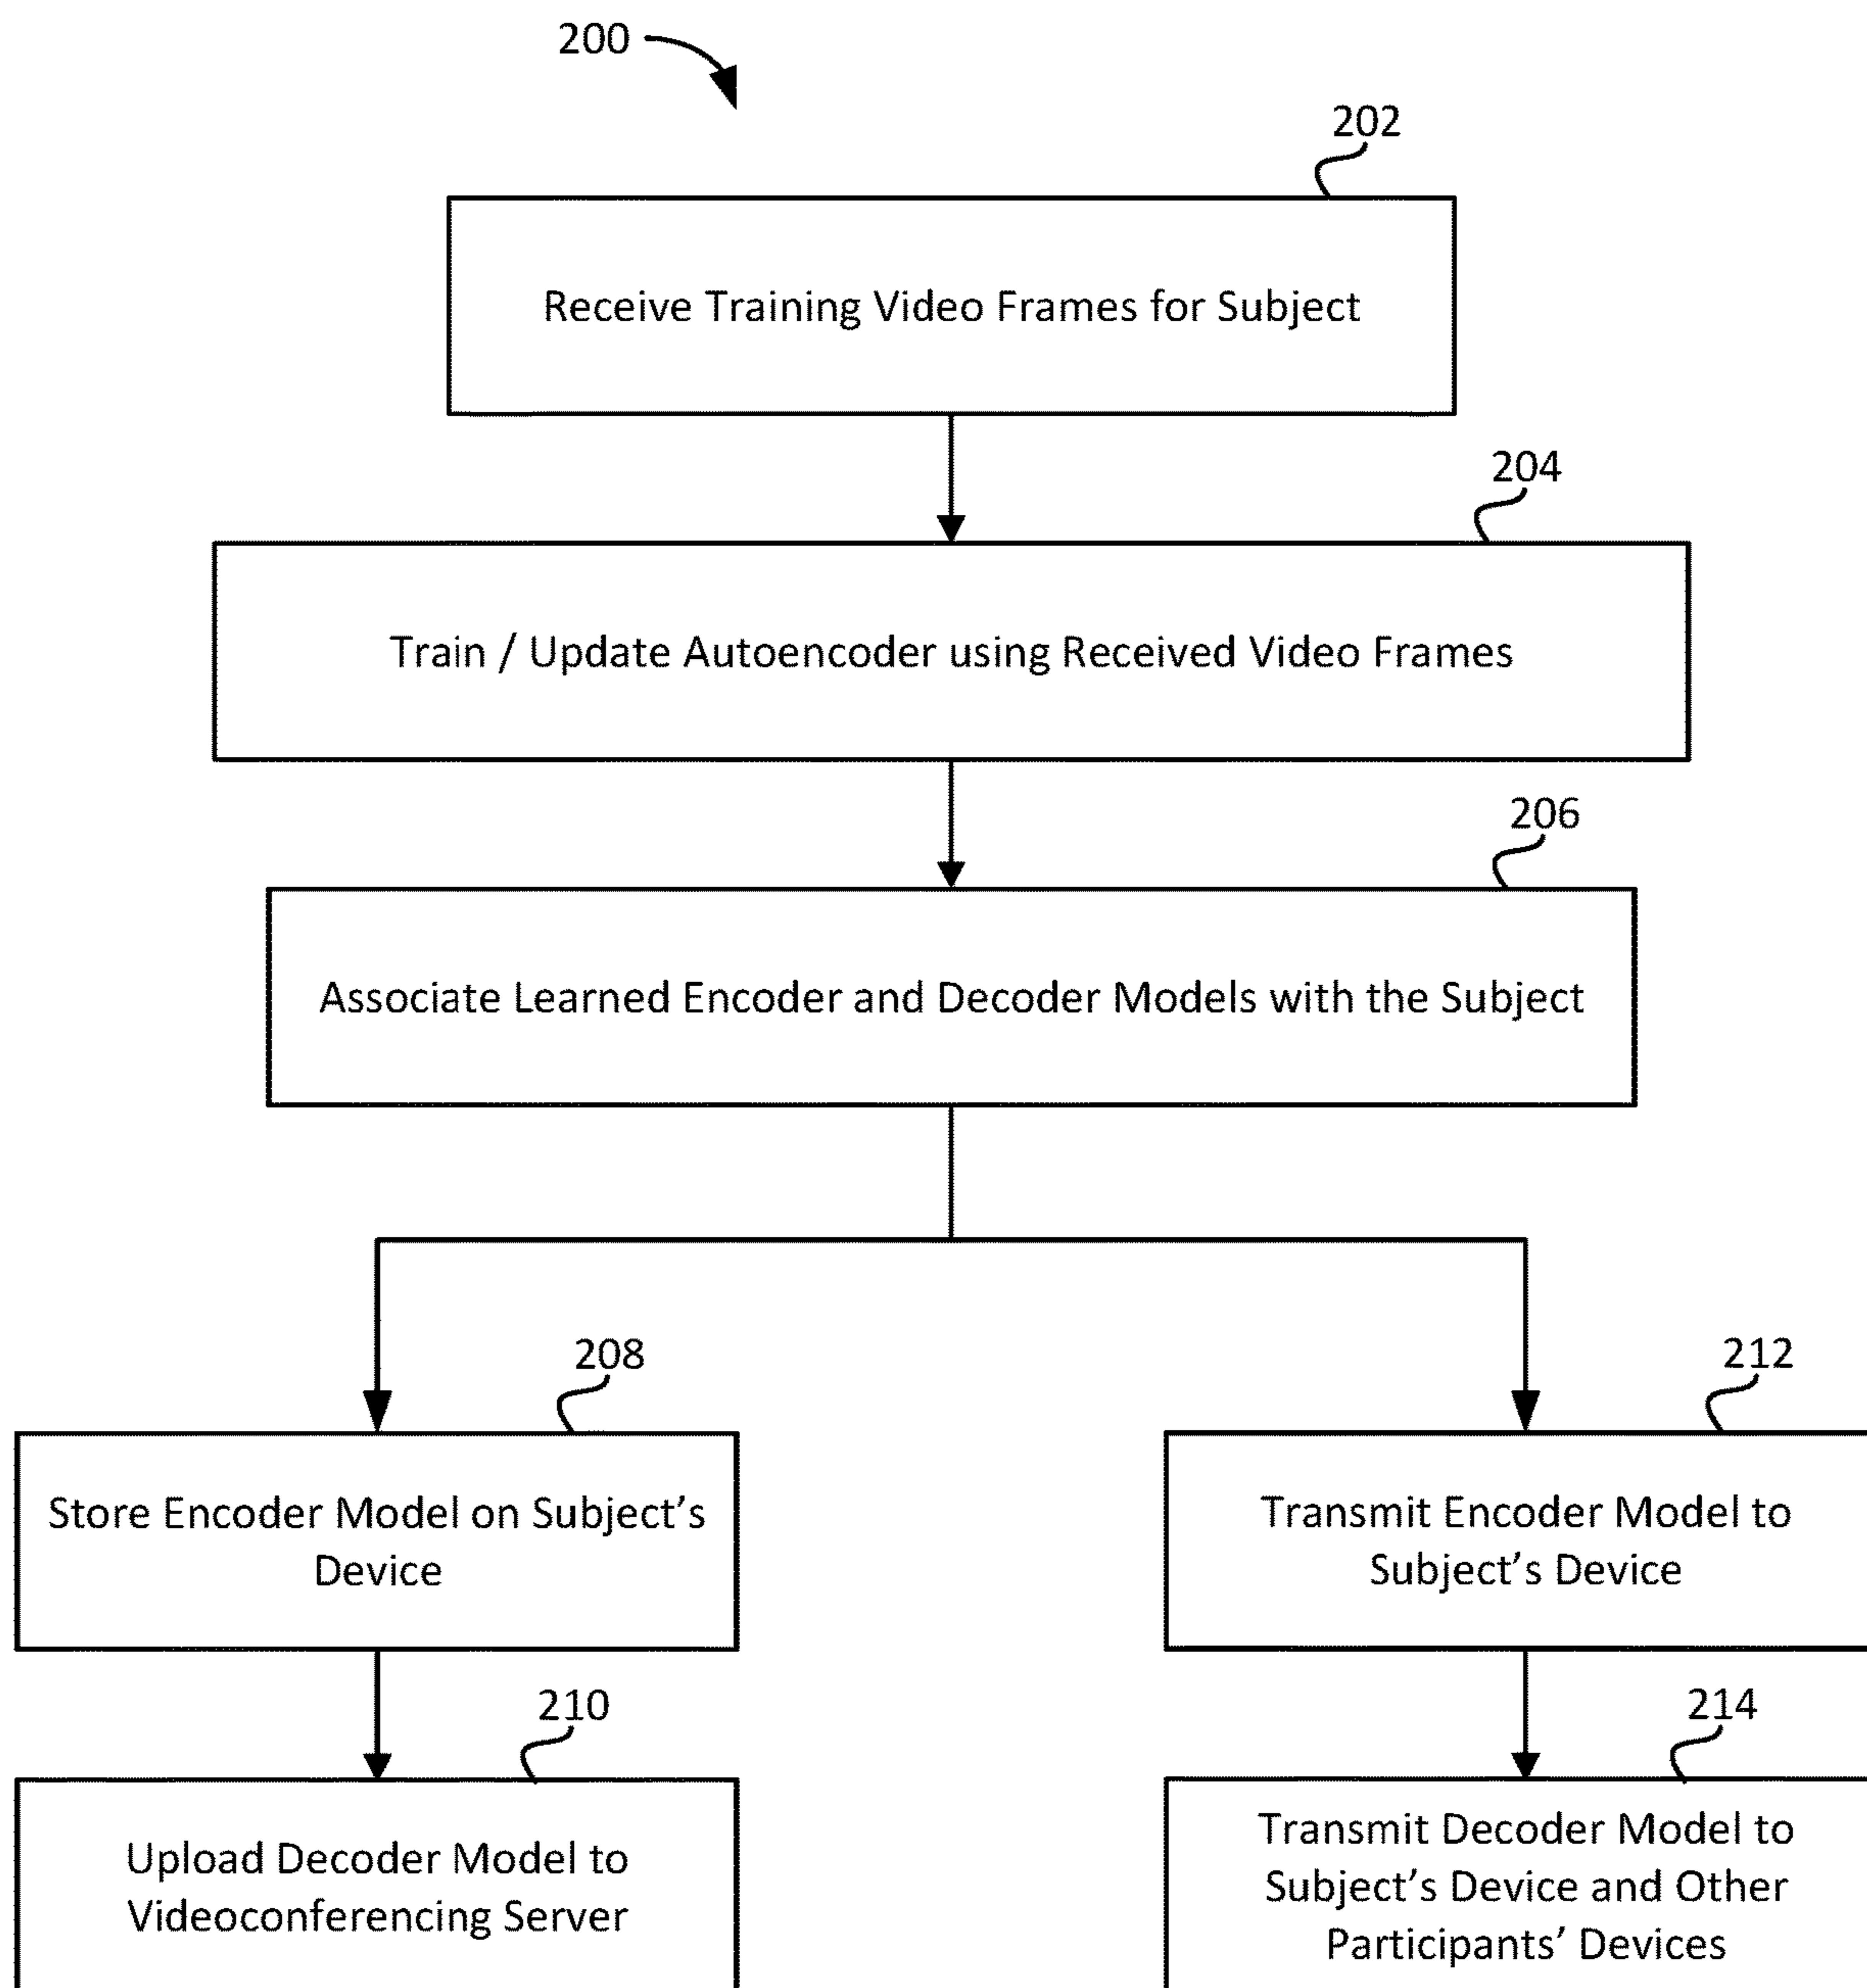 200
202
Receive Training Video Frames for Subject
204
Train / Update Autoencoder using Received Video Frames
206
Associate Learned Encoder and Decoder Models with the Subject
208
Store Encoder Model on Subject's
Device
210
Upload Decoder Model to
Videoconferencing Server
212
Transmit Encoder Model to
Subject's Device
214
Transmit Decoder Model to
Subject's Device and Other
Participants' Devices